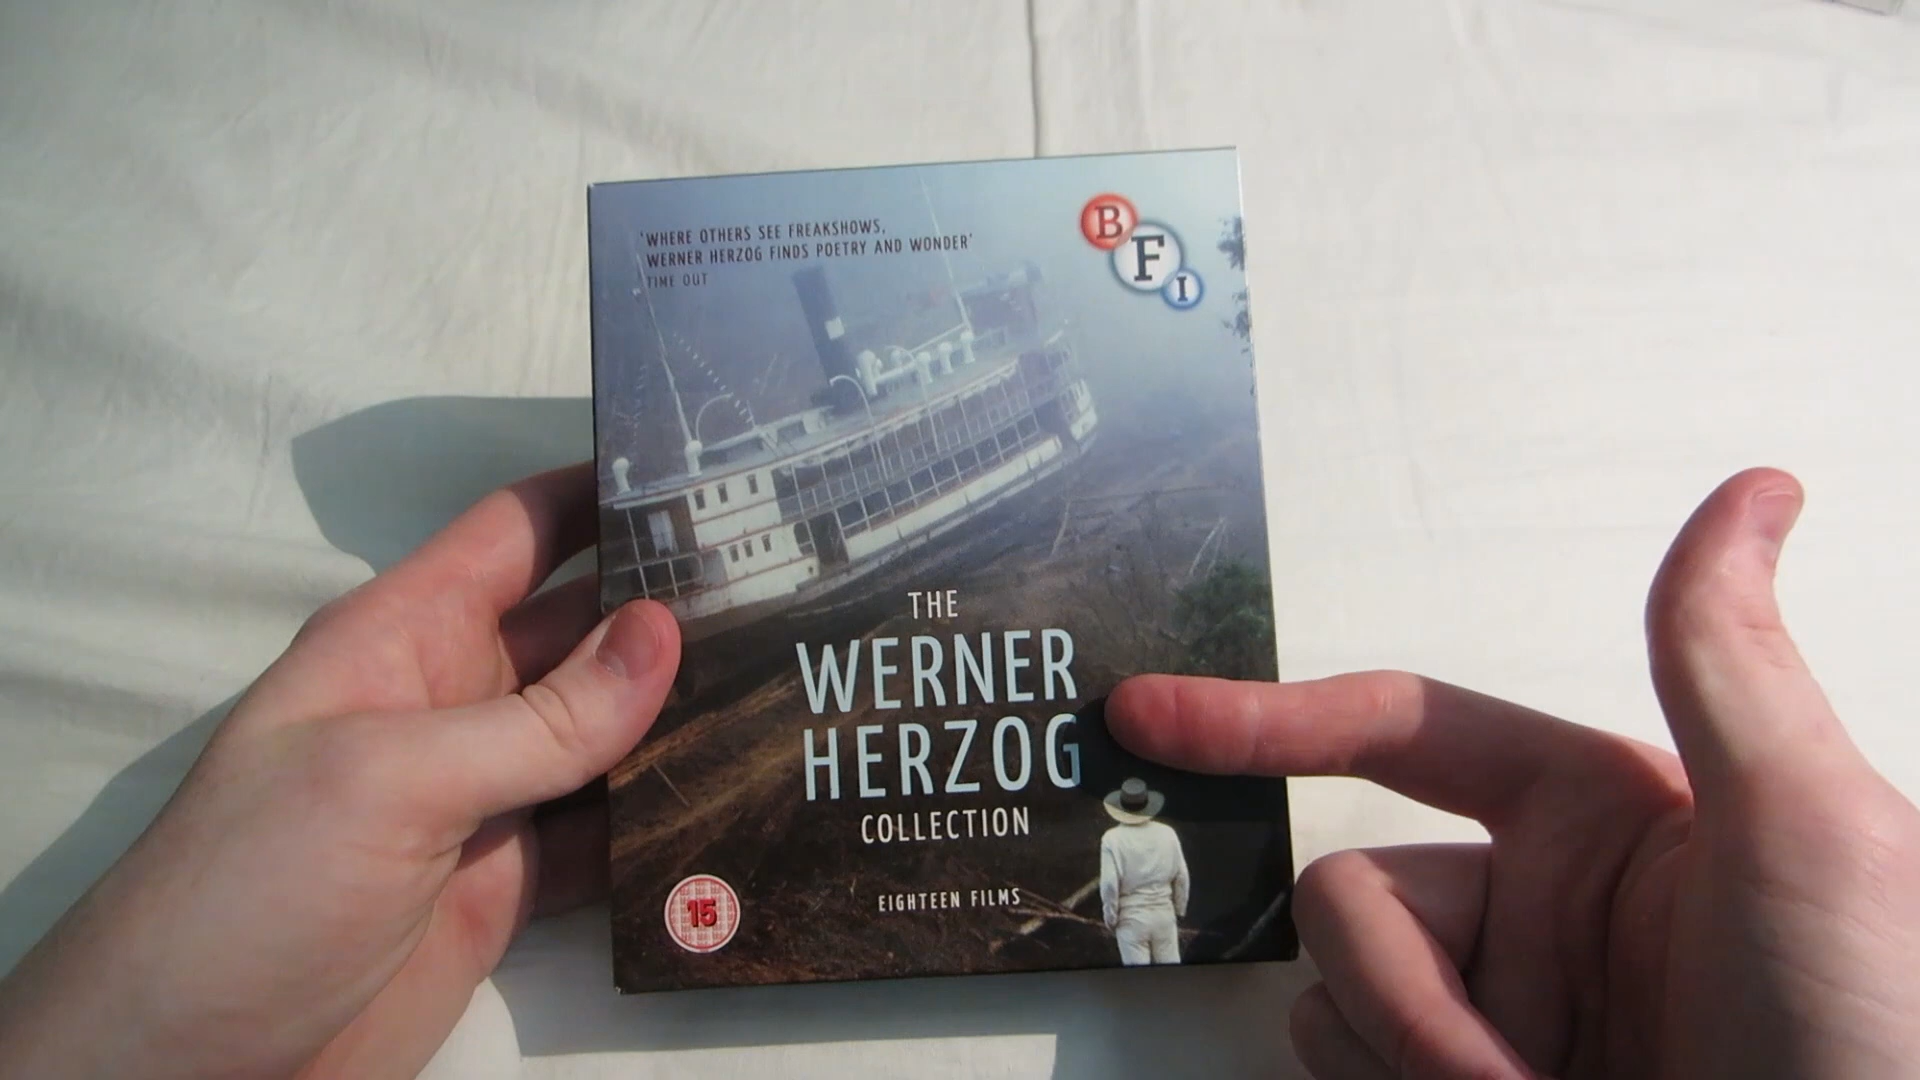 'WHERE OTHERS SEE FREAKSHOWS,
WERNER HERZOG FINDS POETRY AND WONDER'
TIME OUT
BFI
THE
WERNER
HERZOG
COLLECTION
EIGHTEEN FILMS
15